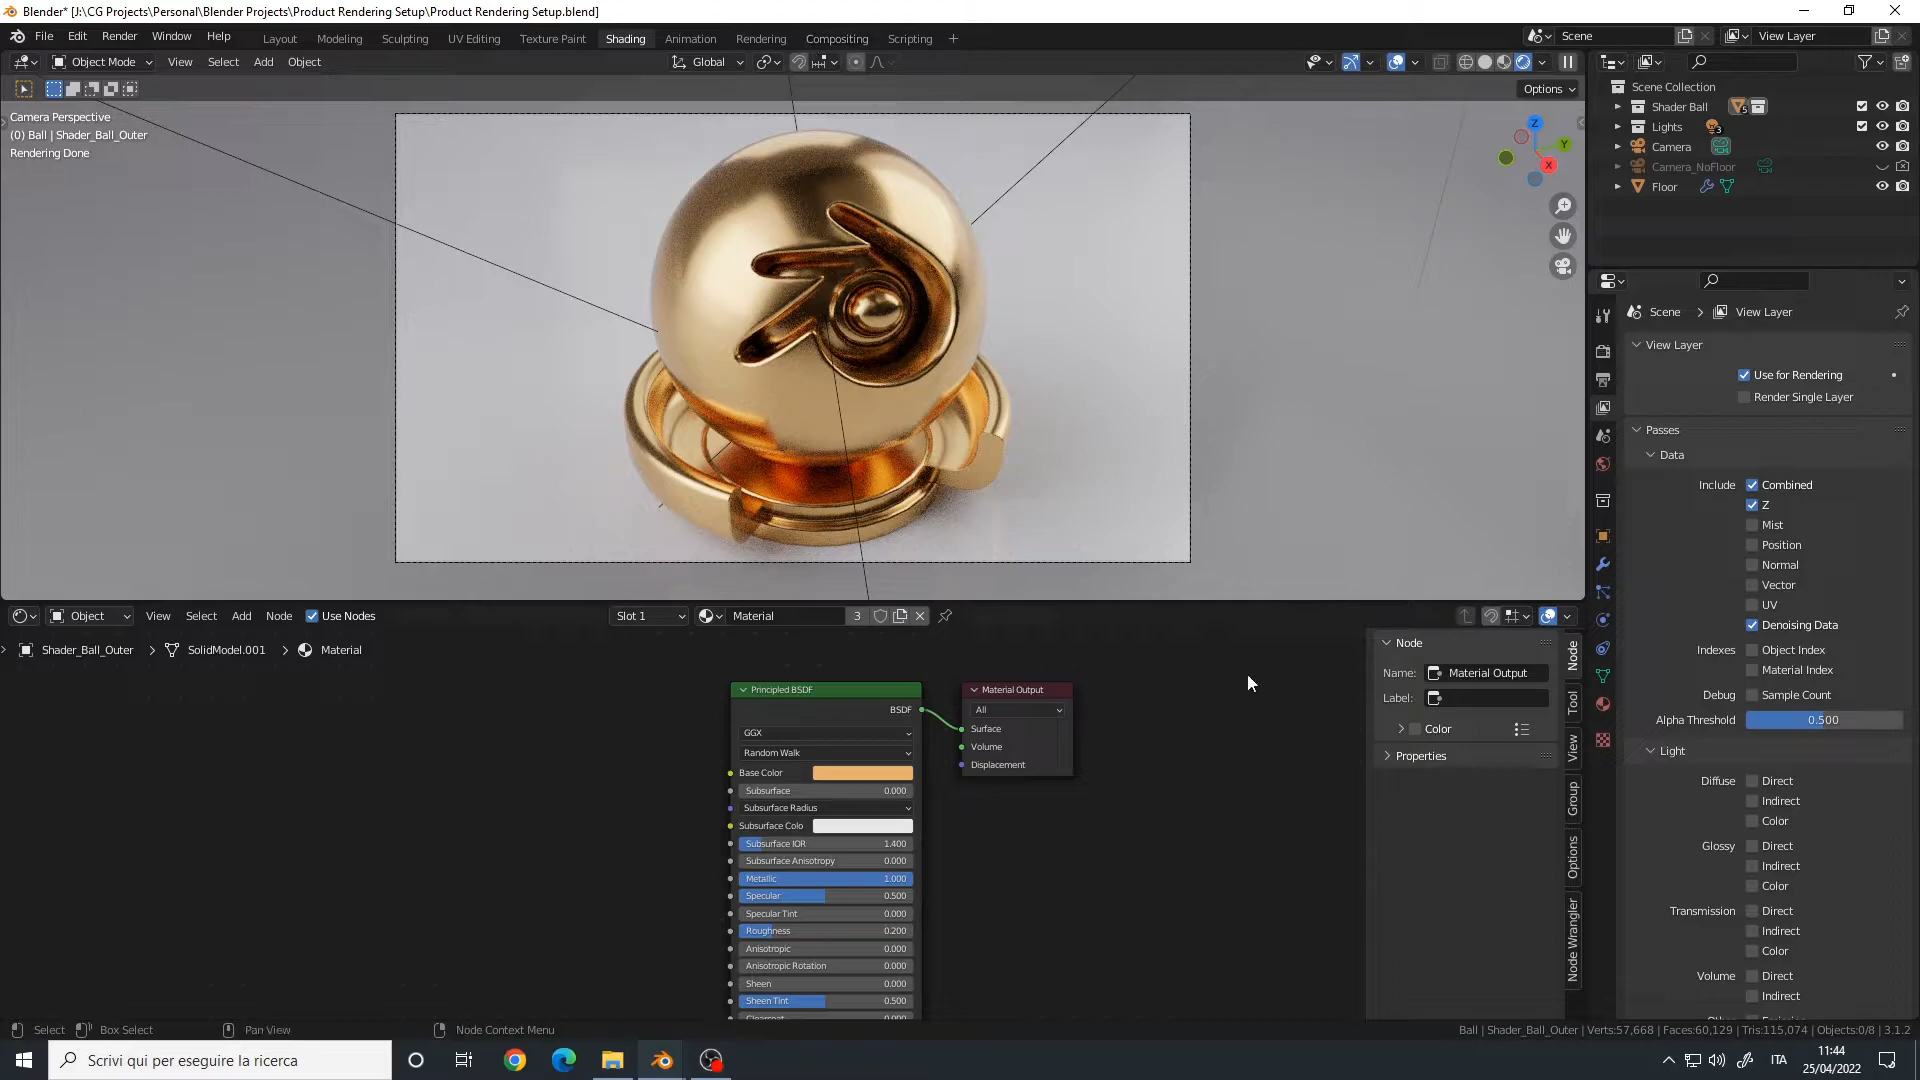 Blender* [J:\CG Projects\Personal\Blender Projects\Product Rendering Setup\Product Rendering Setup.blend]
File Edit Render Window Help Layout Modeling Sculpting UV Editing Texture Paint Shading Animation Rendering Compositing Scripting + Scene View Layer
Object Mode View Select Add Object Global
Options
Camera Perspective
(0) Ball | Shader_Ball_Outer
Rendering Done
Z
Y
X
Scene Collection
Shader Ball 5
Lights 3
Camera
Camera_NoFloor
Floor
Scene > View Layer
View Layer
Use for Rendering
Render Single Layer
Passes
Data
Include Combined
Z
Mist
Position
Normal
Vector
UV
Denoising Data
Indexes Object Index
Material Index
Debug Sample Count
Alpha Threshold 0.500
Light
Diffuse Direct
Indirect
Color
Glossy Direct
Indirect
Color
Transmission Direct
Indirect
Color
Volume Direct
Indirect
Object View Select Add Node Use Nodes Slot 1 Material 3
Shader_Ball_Outer > SolidModel.001 > Material
Principled BSDF
BSDF
GGX
Random Walk
Base Color
Subsurface 0.000
Subsurface Radius
Subsurface Colo
Subsurface IOR 1.400
Subsurface Anisotropy 0.000
Metallic 1.000
Specular 0.500
Specular Tint 0.000
Roughness 0.200
Anisotropic 0.000
Anisotropic Rotation 0.000
Sheen 0.000
Sheen Tint 0.500
Material Output
All
Surface
Volume
Displacement
Node
Name: Material Output
Label:
Color
Properties
Node
Tool
View
Group
Options
Node Wrangler
Select Box Select Pan View Node Context Menu Ball | Shader_Ball_Outer | Verts:57,668 | Faces:60,129 | Tris:115,074 | Objects:0/8 | 3.1.2
Scrivi qui per eseguire la ricerca ITA 11:44
25/04/2022